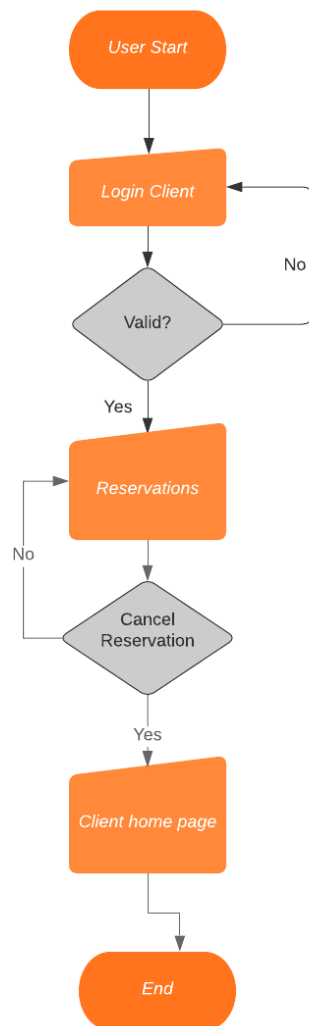 User Start
Login Client
No
Valid?
Yes
Reservations
No
Cancel
Reservation
Yes
Client home page
End